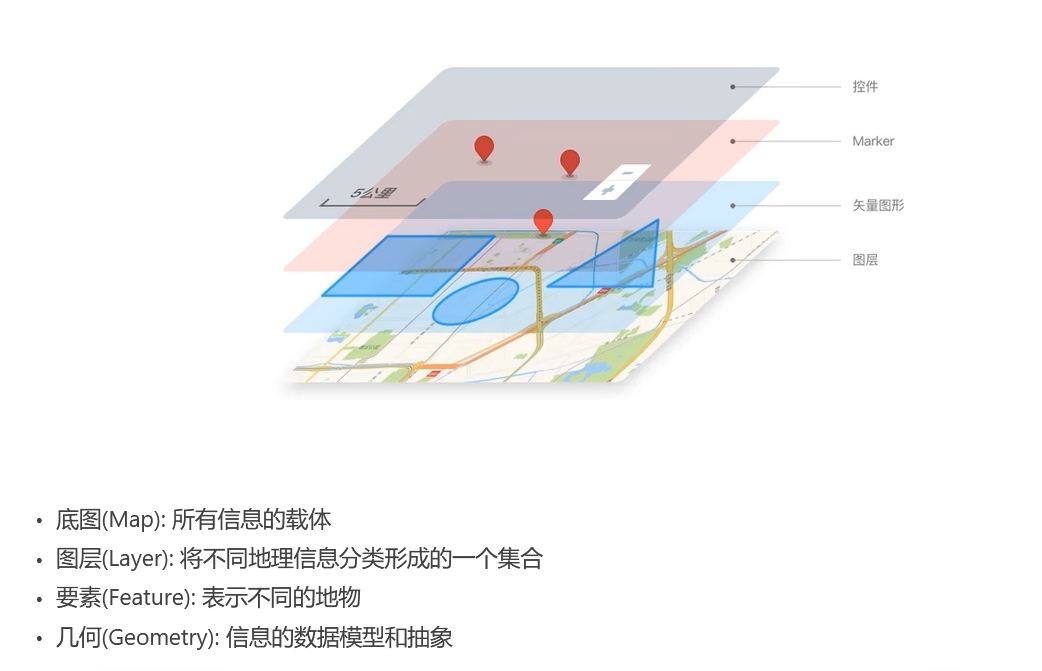 控件
Marker
5公里
矢量图形
图层
• 底图(Map): 所有信息的载体
• 图层(Layer): 将不同地理信息分类形成的一个集合
• 要素(Feature): 表示不同的地物
• 几何(Geometry): 信息的数据模型和抽象